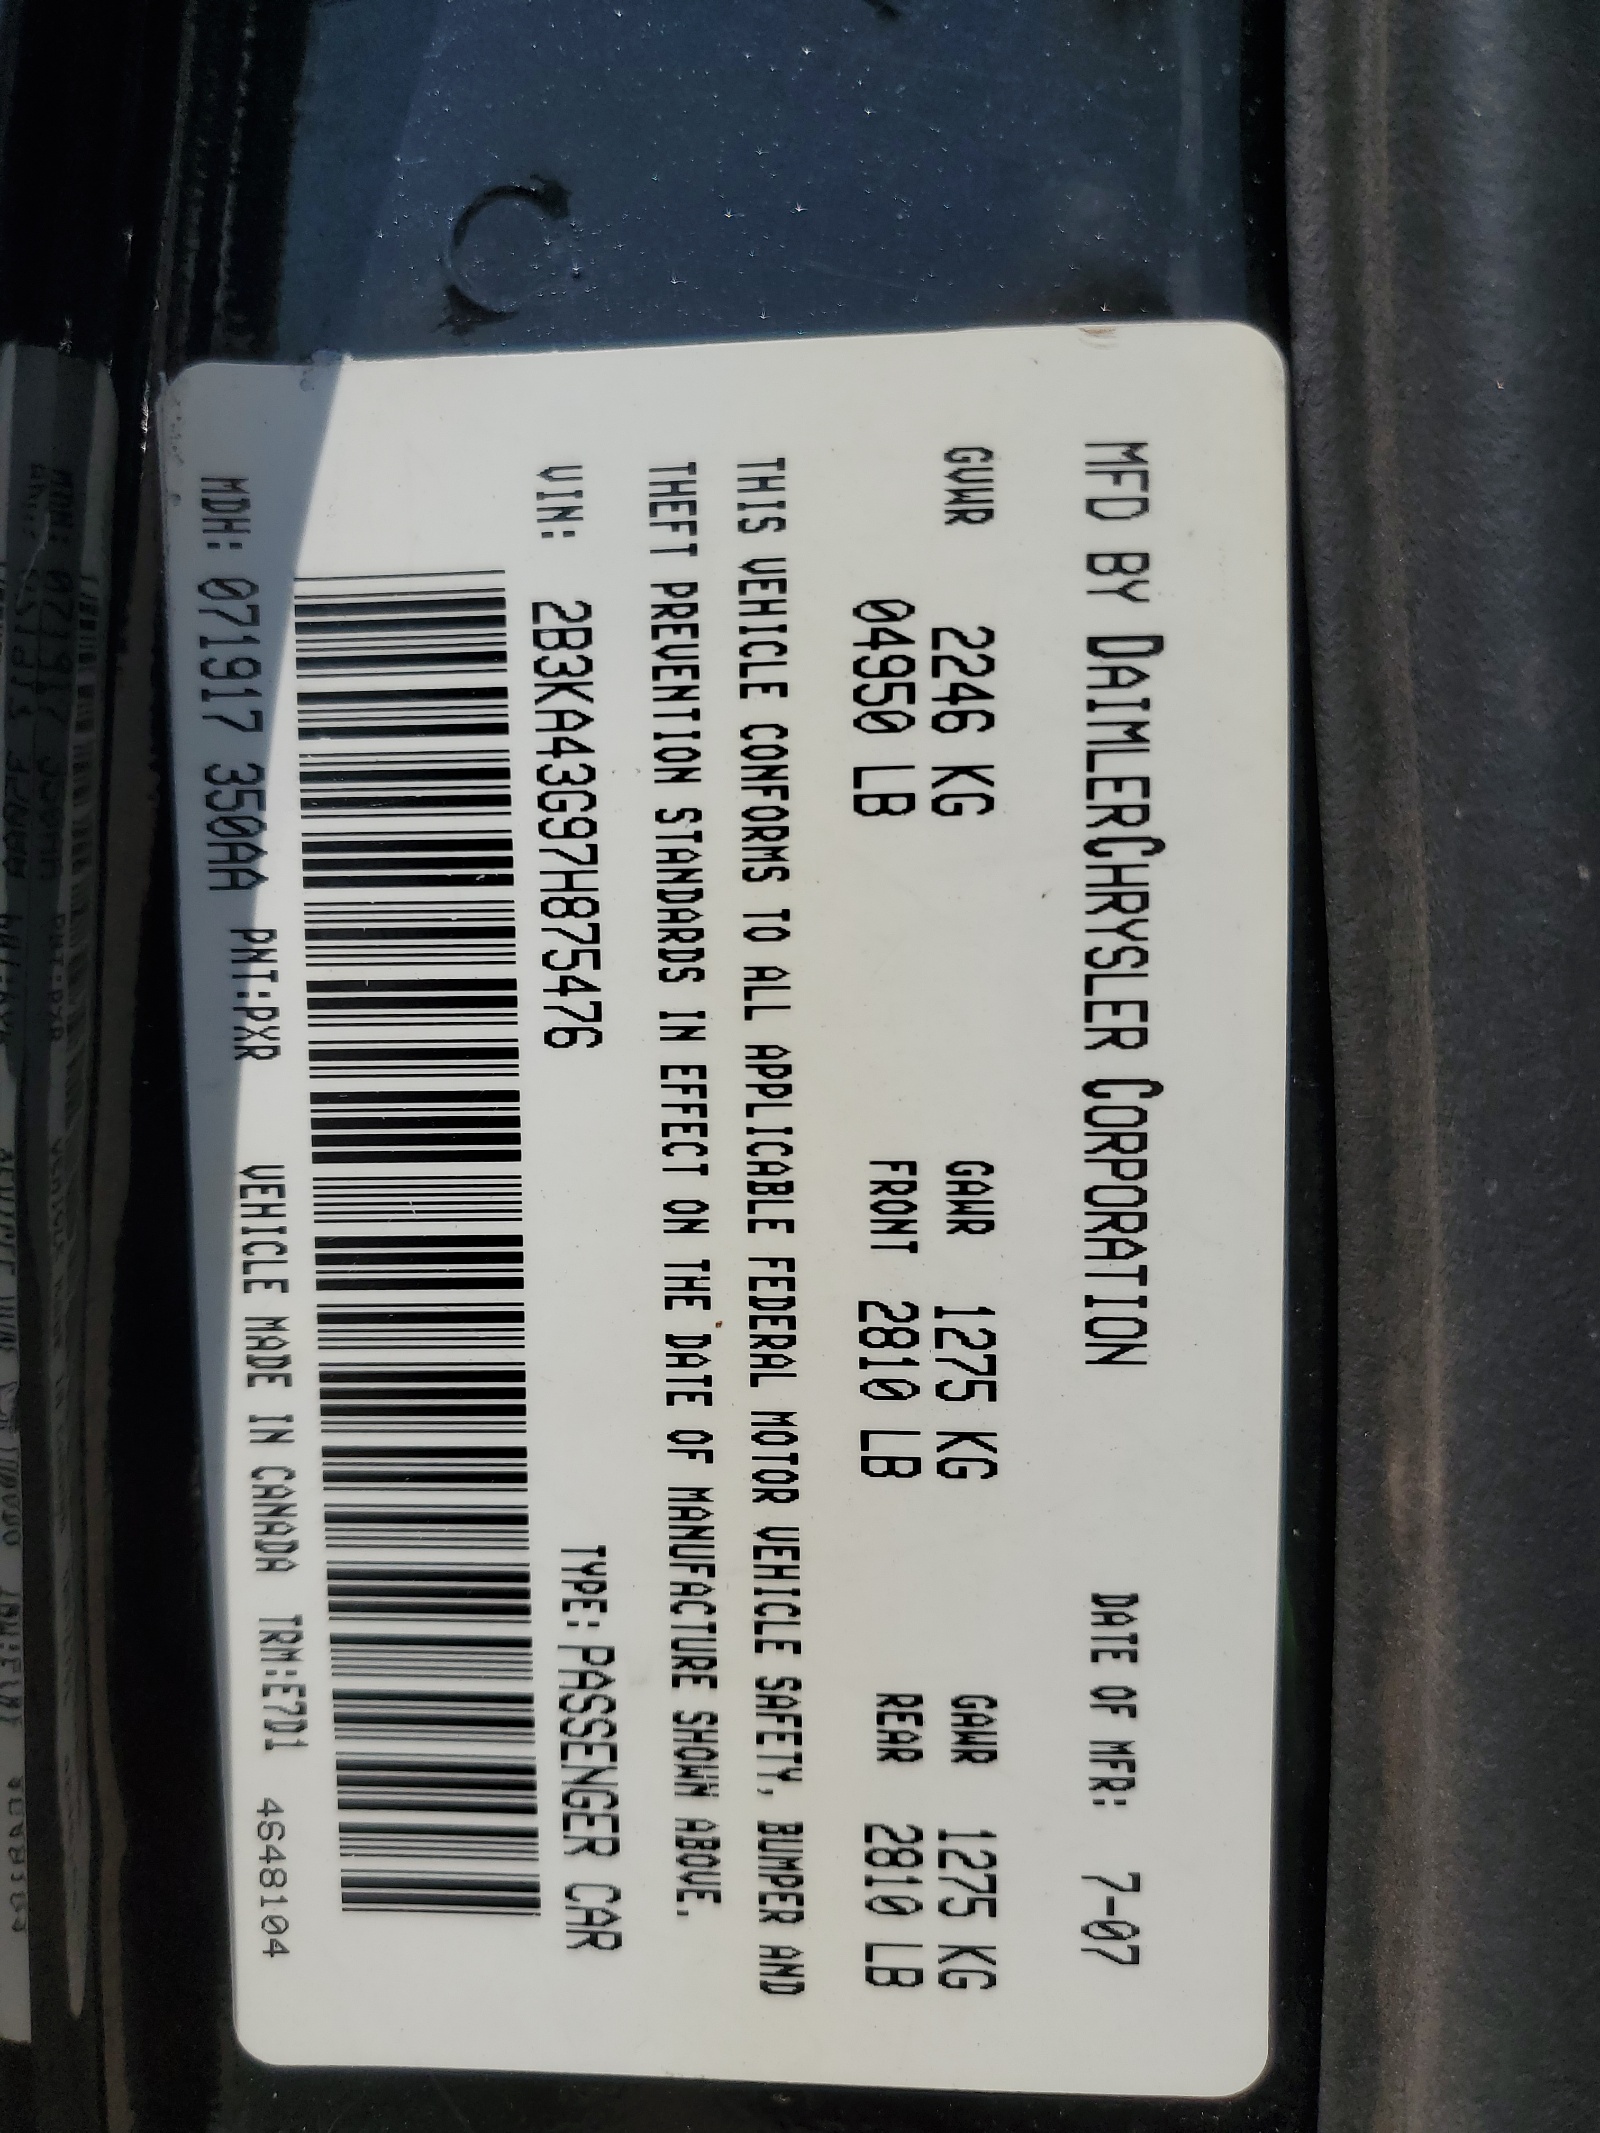 MFD BY DAIMLERCHRYSLER CORPORATION DATE OF MFR: 7-07
GVWR 2246 KG GAWR 1275 KG GAWR 1275 KG
04950 LB FRONT 2810 LB REAR 2810 LB
THIS VEHICLE CONFORMS TO ALL APPLICABLE FEDERAL MOTOR VEHICLE SAFETY, BUMPER AND
THEFT PREVENTION STANDARDS IN EFFECT ON THE DATE OF MANUFACTURE SHOWN ABOVE.
VIN: 2B3KA43G97H875476 TYPE: PASSENGER CAR
MDH: 071917 350AA PNT:PXR VEHICLE MADE IN CANADA TRM:E7D1 4S48104